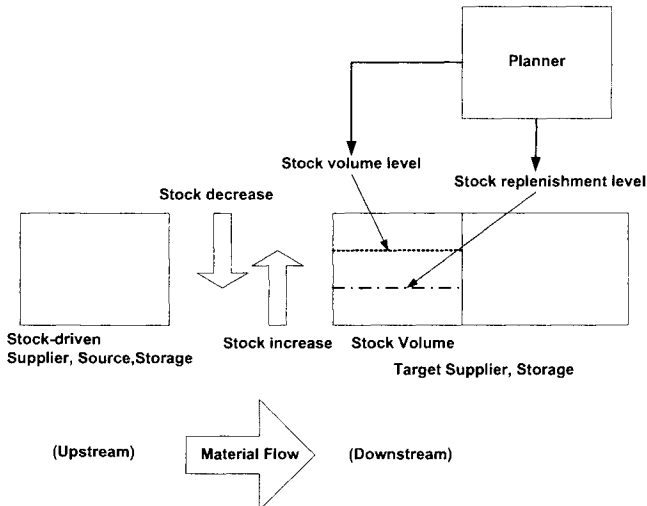 Planner
Stock volume level
Stock replenishment level
Stock decrease
Stock-driven
Supplier, Source,Storage
Stock increase
Stock Volume
Target Supplier, Storage
(Upstream)
Material Flow
(Downstream)